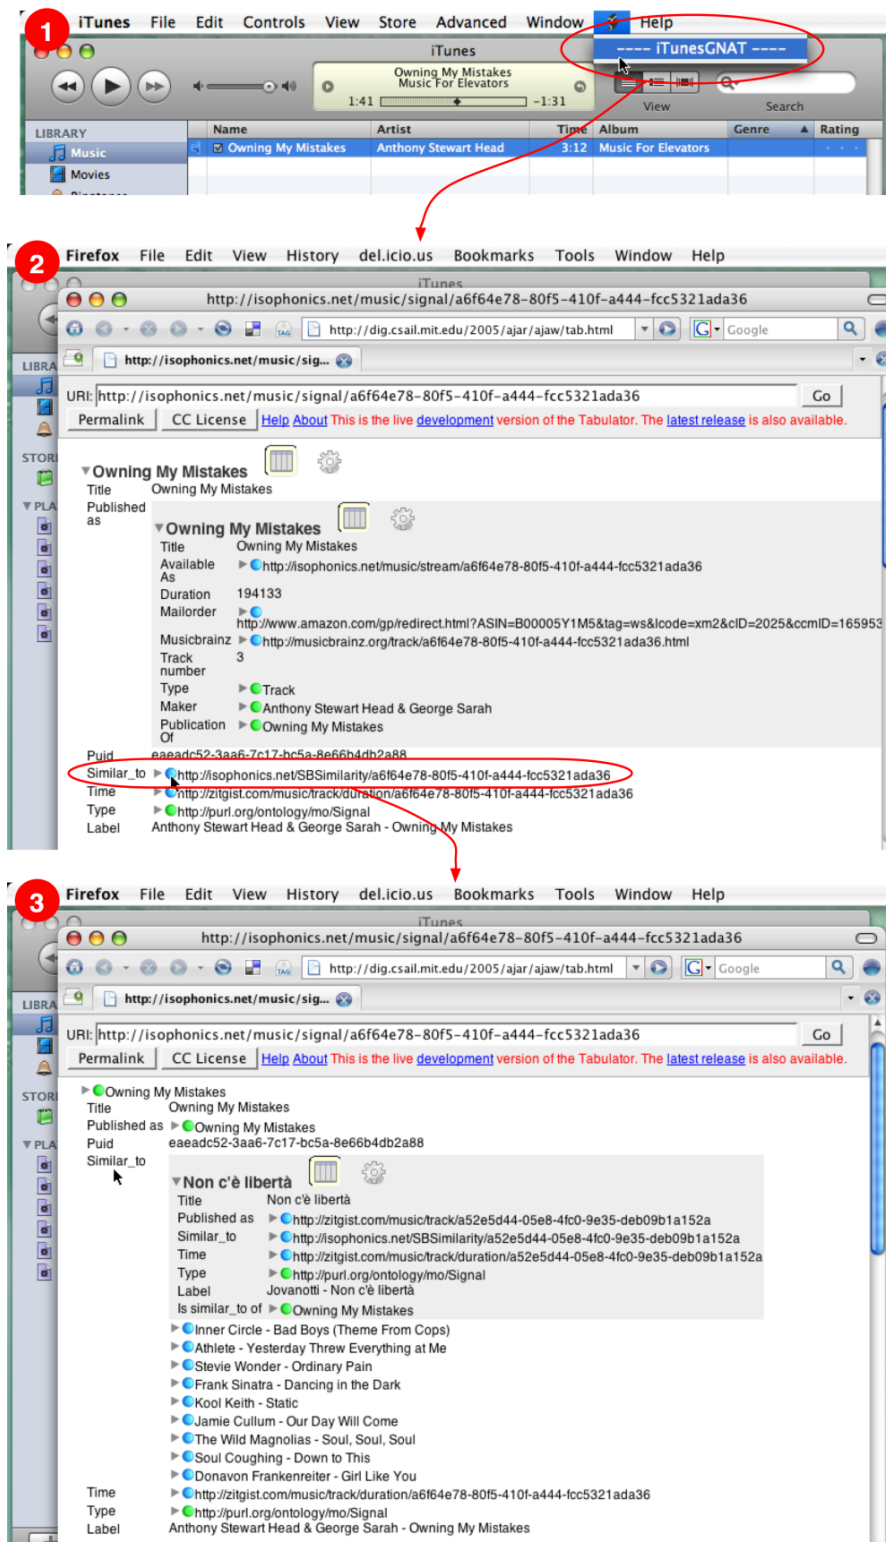 1
iTunes File Edit Controls View Store Advanced Window Help
---- iTunesGNAT ----
iTunes
Owning My Mistakes
Music For Elevators
1:41 -1:31
View Search
LIBRARY Name Artist Time Album Genre Rating
Music Owning My Mistakes Anthony Stewart Head 3:12 Music For Elevators
Movies
2
Firefox File Edit View History del.icio.us Bookmarks Tools Window Help
iTunes
http://isophonics.net/music/signal/a6f64e78-80f5-410f-a444-fcc5321ada36
TAG http://dig.csail.mit.edu/2005/ajar/ajaw/tab.html G Google
http://isophonics.net/music/sig...
LIBRA
URI: http://isophonics.net/music/signal/a6f64e78-80f5-410f-a444-fcc5321ada36 Go
Permalink CC License Help About This is the live development version of the Tabulator. The latest release is also available.
STORE
Owning My Mistakes
Title Owning My Mistakes
PLA
Published
as
Owning My Mistakes
Title Owning My Mistakes
Available
As
http://isophonics.net/music/stream/a6f64e78-80f5-410f-a444-fcc5321ada36
Duration 194133
Mailorder
http://www.amazon.com/gp/redirect.html?ASIN=B00005Y1M5&tag=ws&lcode=xm2&cID=2025&ccmID=165953
Musicbrainz http://musicbrainz.org/track/a6f64e78-80f5-410f-a444-fcc5321ada36.html
Track
number
3
Type Track
Maker Anthony Stewart Head & George Sarah
Publication
Of
Owning My Mistakes
Puid eaeadc52-3aa6-7c17-bc5a-8e66b4db2a88
Similar_to http://isophonics.net/SBSimilarity/a6f64e78-80f5-410f-a444-fcc5321ada36
Time http://zitgist.com/music/track/duration/a6f64e78-80f5-410f-a444-fcc5321ada36
Type http://purl.org/ontology/mo/Signal
Label Anthony Stewart Head & George Sarah - Owning My Mistakes
3
Firefox File Edit View History del.icio.us Bookmarks Tools Window Help
iTunes
http://isophonics.net/music/signal/a6f64e78-80f5-410f-a444-fcc5321ada36
TAG http://dig.csail.mit.edu/2005/ajar/ajaw/tab.html G Google
http://isophonics.net/music/sig...
LIBRA
URI: http://isophonics.net/music/signal/a6f64e78-80f5-410f-a444-fcc5321ada36 Go
Permalink CC License Help About This is the live development version of the Tabulator. The latest release is also available.
STOR
Owning My Mistakes
Title Owning My Mistakes
Published as Owning My Mistakes
PLA
Puid eaeadc52-3aa6-7c17-bc5a-8e66b4db2a88
Similar_to
Non c'è libertà
Title Non c'è libertà
Published as http://zitgist.com/music/track/a52e5d44-05e8-4fc0-9e35-deb09b1a152a
Similar_to http://isophonics.net/SBSimilarity/a52e5d44-05e8-4fc0-9e35-deb09b1a152a
Time http://zitgist.com/music/track/duration/a52e5d44-05e8-4fc0-9e35-deb09b1a152a
Type http://purl.org/ontology/mo/Signal
Label Jovanotti - Non c'è libertà
Is similar_to of Owning My Mistakes
Inner Circle - Bad Boys (Theme From Cops)
Athlete - Yesterday Threw Everything at Me
Stevie Wonder - Ordinary Pain
Frank Sinatra - Dancing in the Dark
Kool Keith - Static
Jamie Cullum - Our Day Will Come
The Wild Magnolias - Soul, Soul, Soul
Soul Coughing - Down to This
Donavon Frankenreiter - Girl Like You
Time http://zitgist.com/music/track/duration/a6f64e78-80f5-410f-a444-fcc5321ada36
Type http://purl.org/ontology/mo/Signal
Label Anthony Stewart Head & George Sarah - Owning My Mistakes